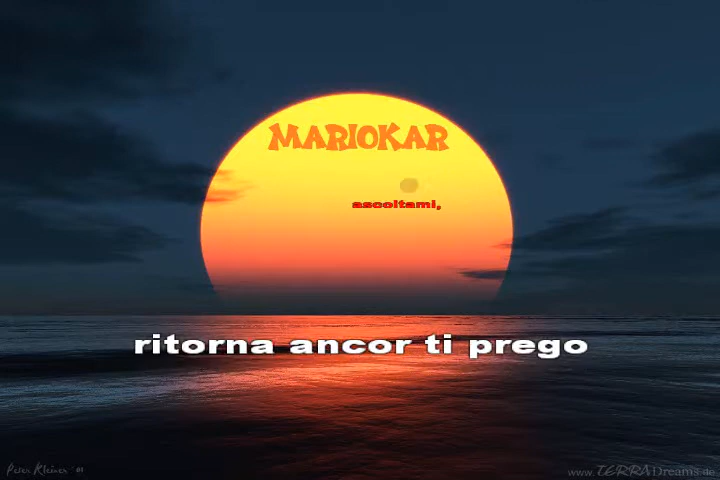 MARIOKAR
ascoltami,
ritorna ancor ti prego
Peter Kleiner '01
www.TERRADreams.de